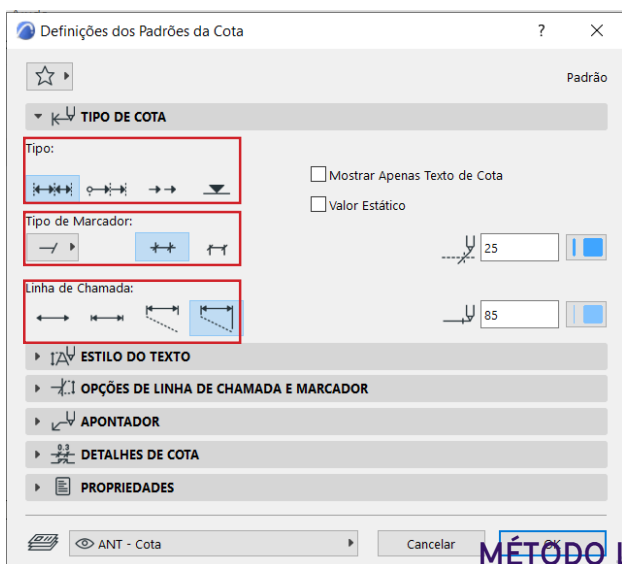 Definições dos Padrões da Cota
Padrão
TIPO DE COTA
Tipo:
Mostrar Apenas Texto de Cota
Valor Estático
Tipo de Marcador:
25
Linha de Chamada:
85
ESTILO DO TEXTO
OPÇÕES DE LINHA DE CHAMADA E MARCADOR
APONTADOR
0.3
DETALHES DE COTA
PROPRIEDADES
ANT - Cota
Cancelar
OK
MÉTODO L